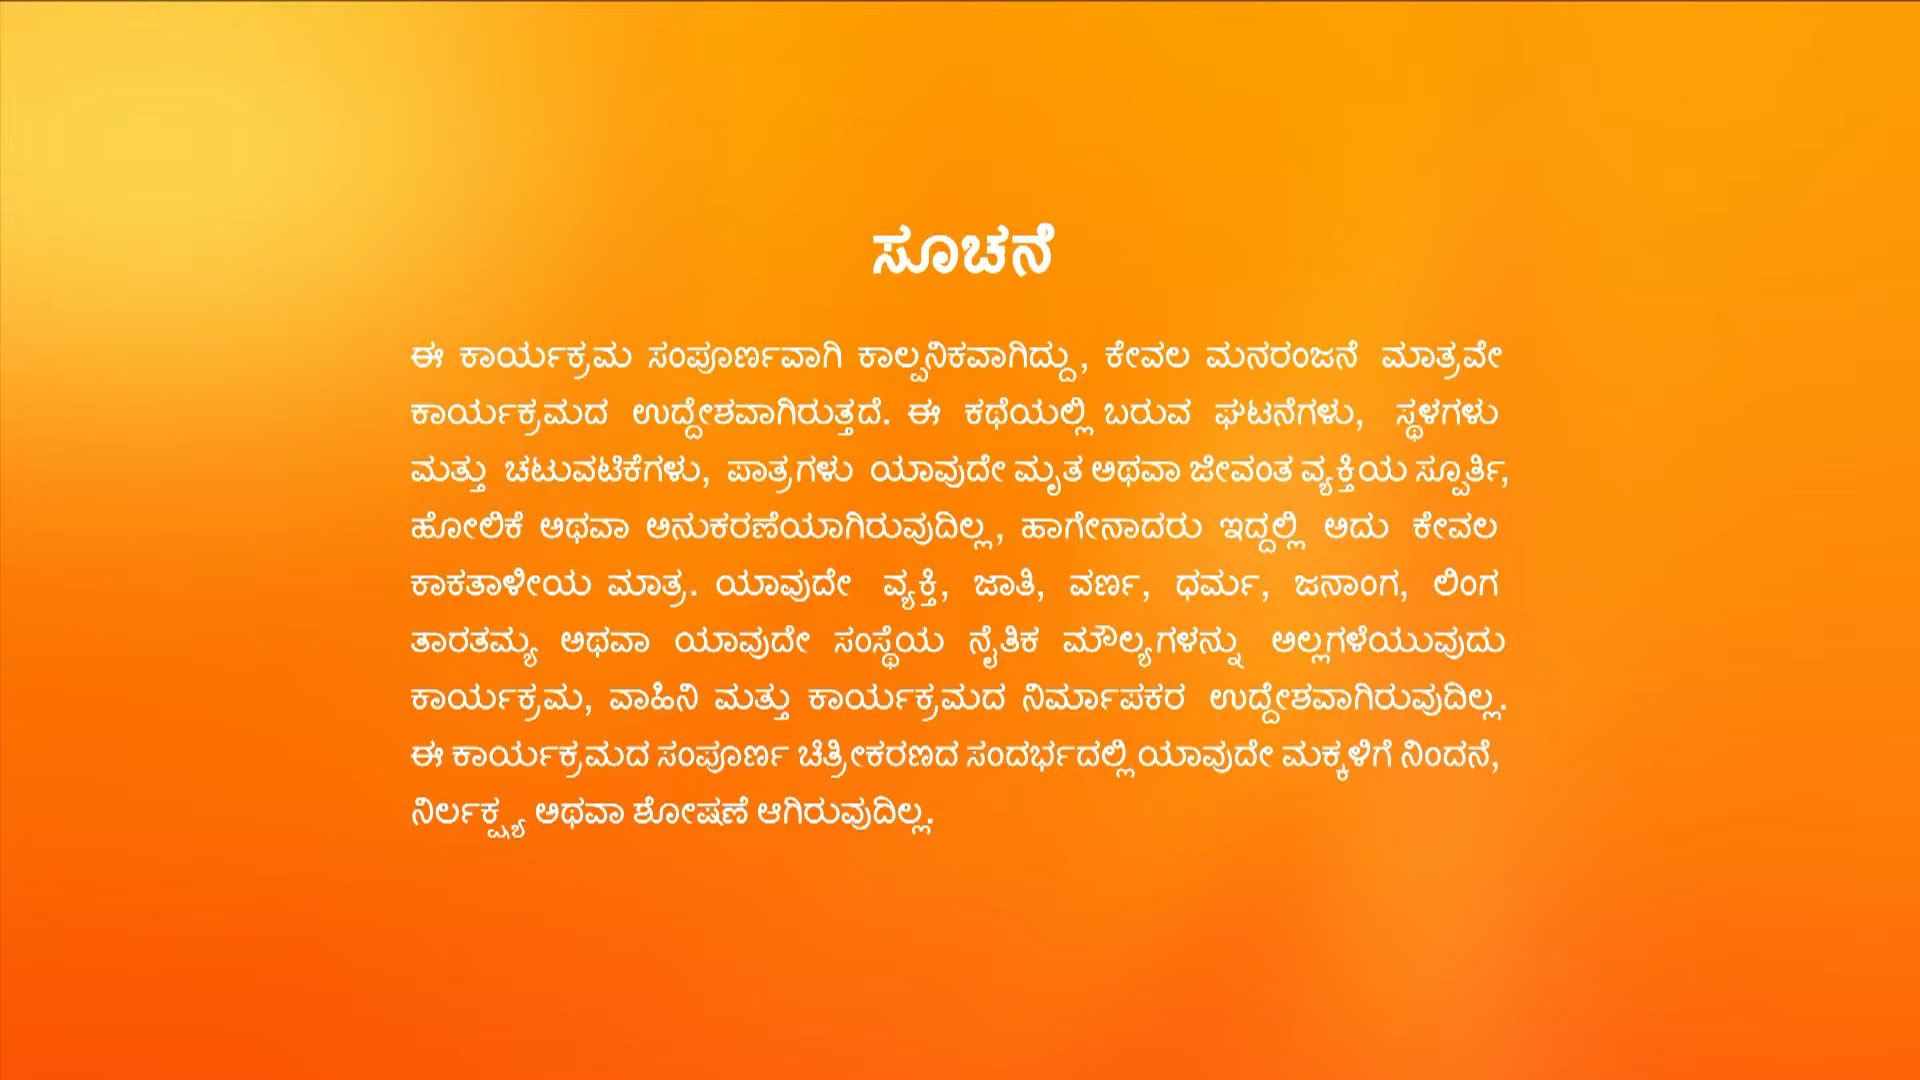 ಸೂಚನೆ
ಈ ಕಾರ್ಯಕ್ರಮ ಸಂಪೂರ್ಣವಾಗಿ ಕಾಲ್ಪನಿಕವಾಗಿದ್ದು, ಕೇವಲ ಮನರಂಜನೆ ಮಾತ್ರವೇ
ಕಾರ್ಯಕ್ರಮದ ಉದ್ದೇಶವಾಗಿರುತ್ತದೆ. ಈ ಕಥೆಯಲ್ಲಿ ಬರುವ ಘಟನೆಗಳು, ಸ್ಥಳಗಳು
ಮತ್ತು ಚಟುವಟಿಕೆಗಳು, ಪಾತ್ರಗಳು ಯಾವುದೇ ಮೃತ ಅಥವಾ ಜೀವಂತ ವ್ಯಕ್ತಿಯ ಸ್ಪೂರ್ತಿ,
ಹೋಲಿಕೆ ಅಥವಾ ಅನುಕರಣೆಯಾಗಿರುವುದಿಲ್ಲ, ಹಾಗೇನಾದರು ಇದ್ದಲ್ಲಿ ಅದು ಕೇವಲ
ಕಾಕತಾಳೀಯ ಮಾತ್ರ. ಯಾವುದೇ ವ್ಯಕ್ತಿ, ಜಾತಿ, ವರ್ಣ, ಧರ್ಮ, ಜನಾಂಗ, ಲಿಂಗ
ತಾರತಮ್ಯ ಅಥವಾ ಯಾವುದೇ ಸಂಸ್ಥೆಯ ನೈತಿಕ ಮೌಲ್ಯಗಳನ್ನು ಅಲ್ಲಗಳೆಯುವುದು
ಕಾರ್ಯಕ್ರಮ, ವಾಹಿನಿ ಮತ್ತು ಕಾರ್ಯಕ್ರಮದ ನಿರ್ಮಾಪಕರ ಉದ್ದೇಶವಾಗಿರುವುದಿಲ್ಲ.
ಈ ಕಾರ್ಯಕ್ರಮದ ಸಂಪೂರ್ಣ ಚಿತ್ರೀಕರಣದ ಸಂದರ್ಭದಲ್ಲಿ ಯಾವುದೇ ಮಕ್ಕಳಿಗೆ ನಿಂದನೆ,
ನಿರ್ಲಕ್ಷ್ಯ ಅಥವಾ ಶೋಷಣೆ ಆಗಿರುವುದಿಲ್ಲ.